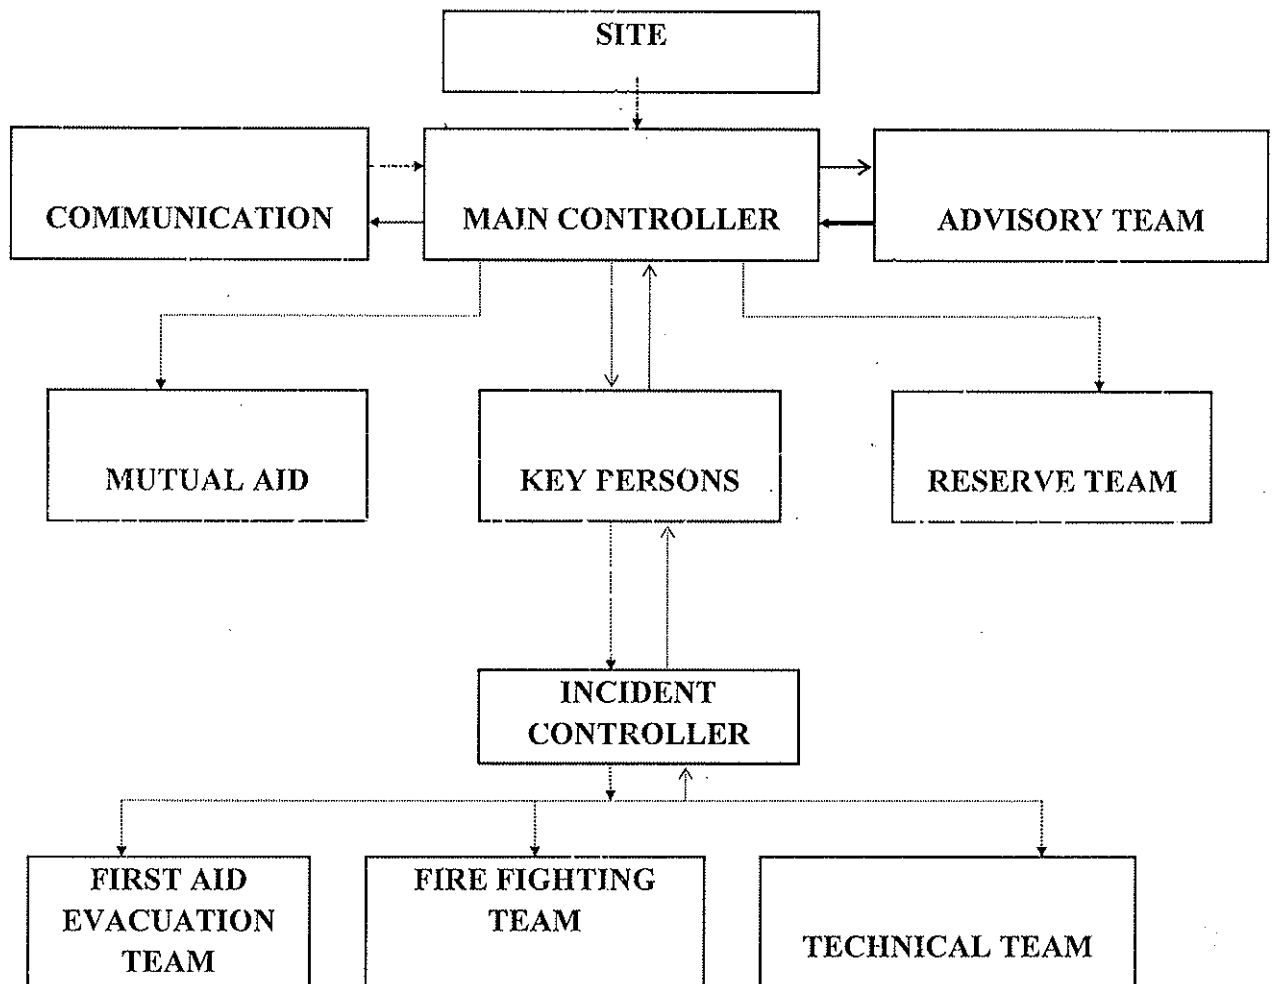 SITE
COMMUNICATION
MAIN CONTROLLER
ADVISORY TEAM
MUTUAL AID
KEY PERSONS
RESERVE TEAM
INCIDENT
CONTROLLER
FIRST AID
EVACUATION
TEAM
FIRE FIGHTING
TEAM
TECHNICAL TEAM